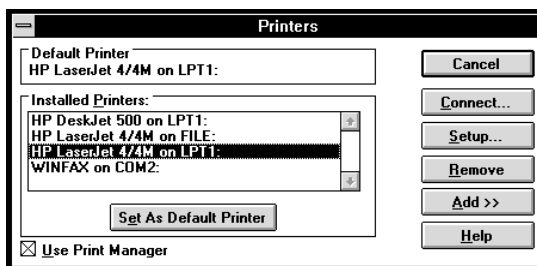 Printers
Default Printer
HP LaserJet 4/4M on LPT1:
Cancel
Installed Printers:
Connect...
HP DeskJet 500 on LPT1:
HP LaserJet 4/4M on FILE:
Setup...
HP LaserJet 4/4M on LPT1:
WINFAX on COM2:
Remove
Add >>
Set As Default Printer
Help
Use Print Manager